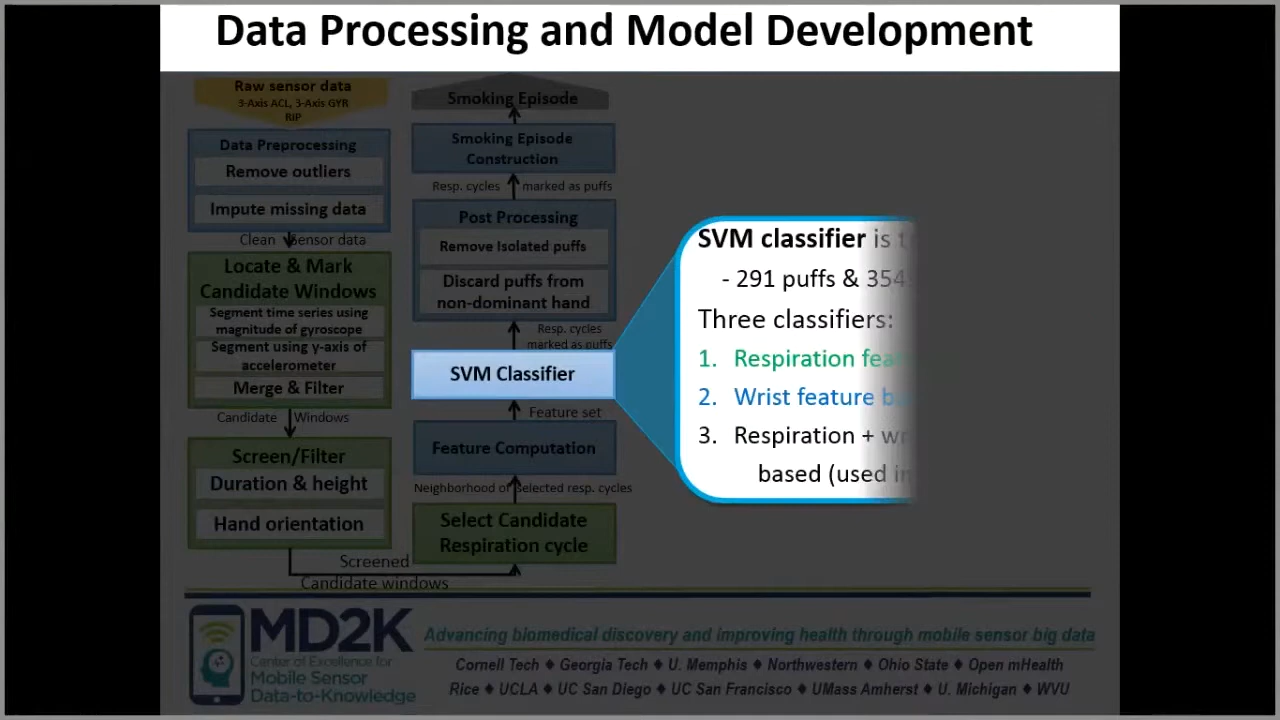 Data Processing and Model Development
Raw sensor data
3-Axis ACL, 3-Axis GYR
RIP
Data Preprocessing
Remove outliers
Impute missing data
Clean Sensor data
Locate & Mark
Candidate Windows
Segment time series using
magnitude of gyroscope
Segment using y-axis of
accelerometer
Merge & Filter
Candidate Windows
Screen/Filter
Duration & height
Hand orientation
Screened
Candidate windows
Smoking Episode
Smoking Episode
Construction
Resp. cycles marked as puffs
Post Processing
Remove Isolated puffs
Discard puffs from
non-dominant hand
Resp. cycles
marked as puffs
SVM Classifier
Feature set
Feature Computation
Neighborhood of selected resp. cycles
Select Candidate
Respiration cycle
SVM classifier is
- 291 puffs & 354
Three classifiers:
1. Respiration
2. Wrist feature
3. Respiration +
based (used
MD2K
Center of Excellence for
Mobile Sensor
Data-to-Knowledge
Advancing biomedical discovery and improving health through mobile sensor big data
Cornell Tech ♦ Georgia Tech ♦ U. Memphis ♦ Northwestern ♦ Ohio State ♦ Open mHealth
Rice ♦ UCLA ♦ UC San Diego ♦ UC San Francisco ♦ UMass Amherst ♦ U. Michigan ♦ WVU